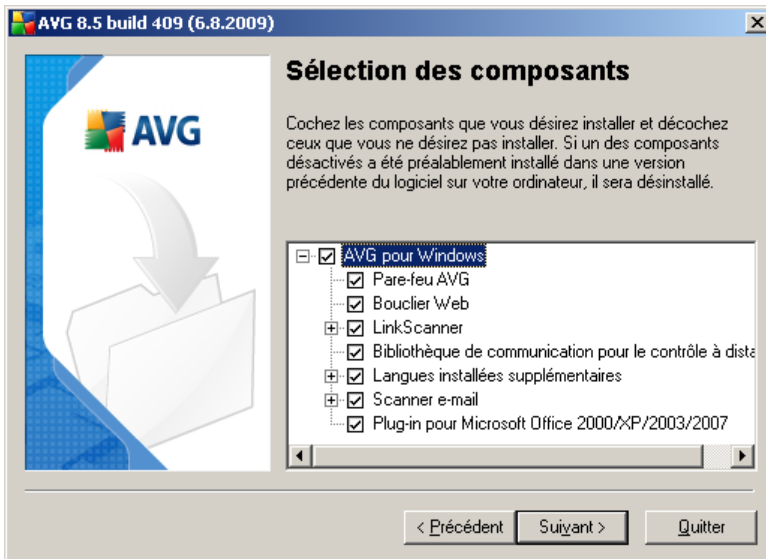 AVG 8.5 build 409 (6.8.2009)
AVG
Sélection des composants
Cochez les composants que vous désirez installer et décochez
ceux que vous ne désirez pas installer. Si un des composants
désactivés a été préalablement installé dans une version
précédente du logiciel sur votre ordinateur, il sera désinstallé.
AVG pour Windows
Pare-feu AVG
Bouclier Web
LinkScanner
Bibliothèque de communication pour le contrôle à dista
Langues installées supplémentaires
Scanner e-mail
Plug-in pour Microsoft Office 2000/XP/2003/2007
< Précédent
Suivant >
Quitter